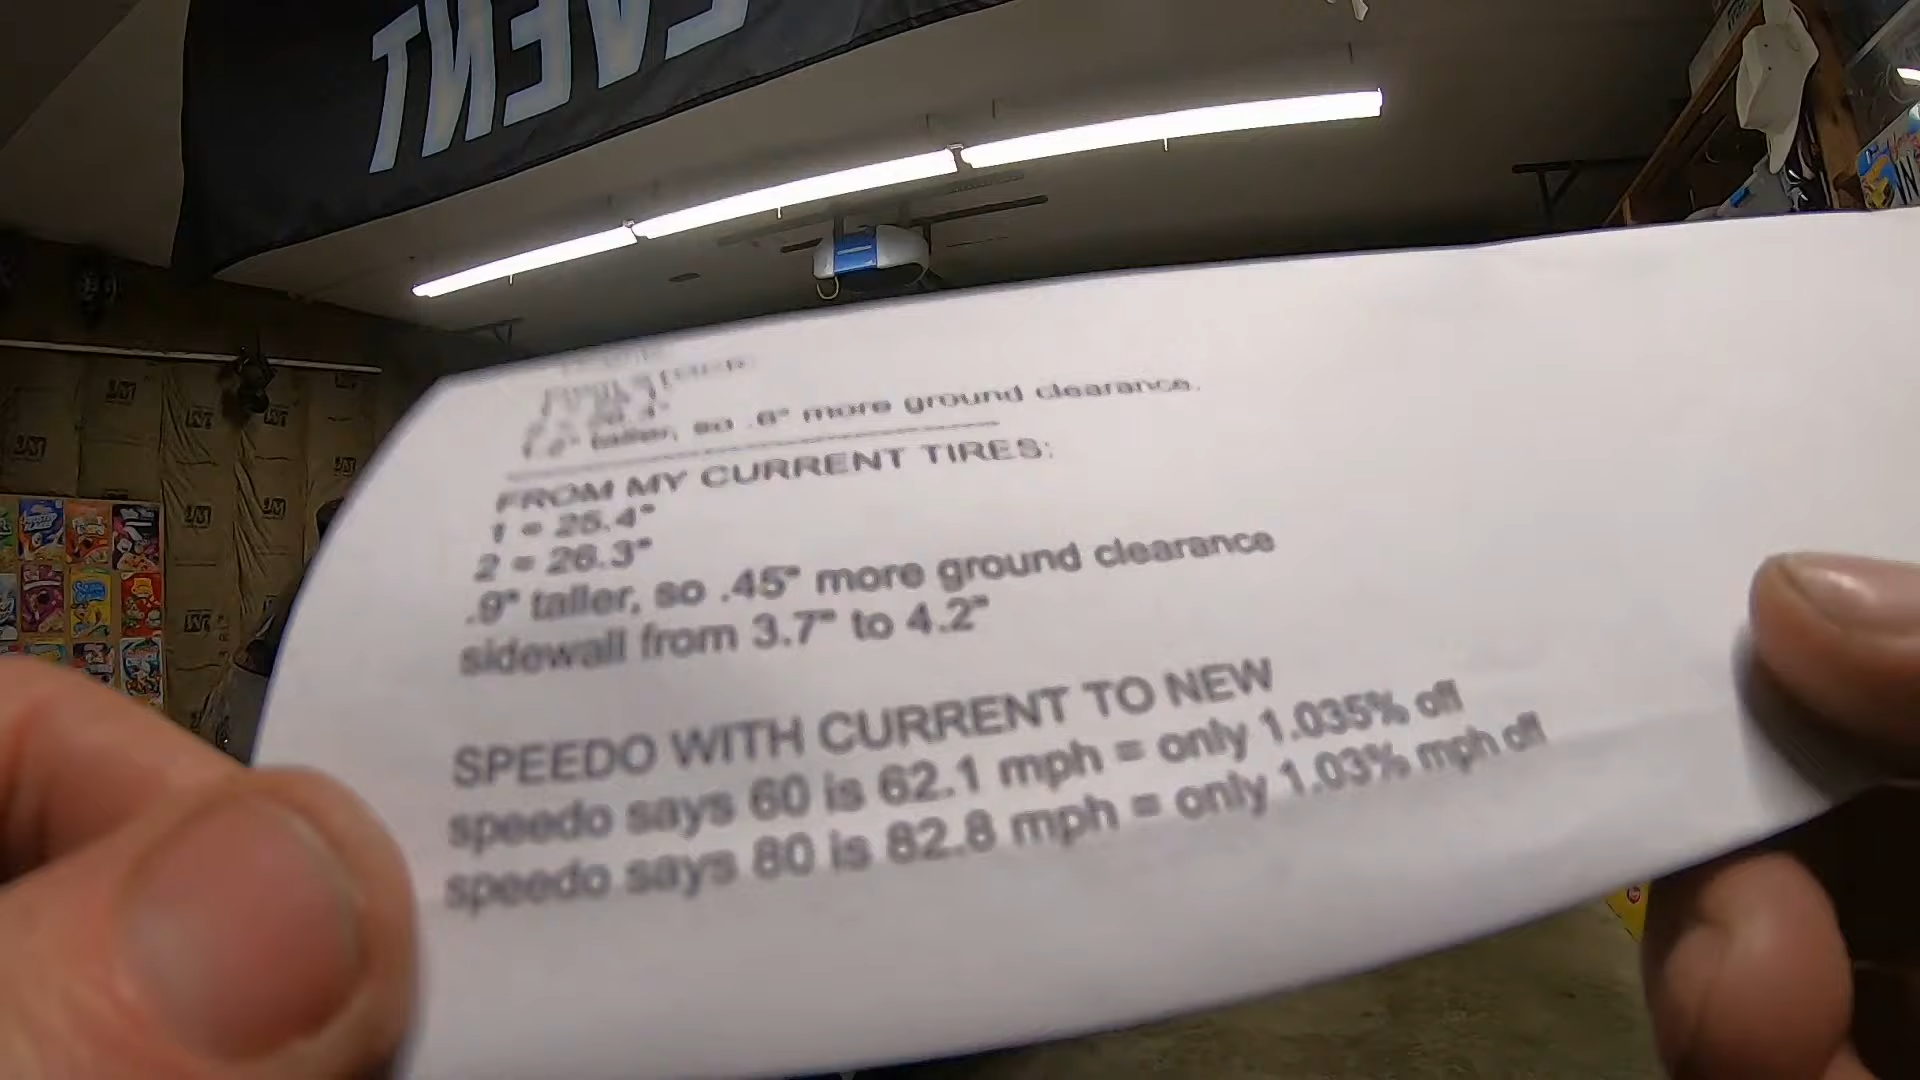 EVENT
taller, so .6" more ground clearance.
FROM MY CURRENT TIRES:
1 = 25.4"
2 = 26.3"
.9" taller, so .45" more ground clearance
sidewall from 3.7" to 4.2"
SPEEDO WITH CURRENT TO NEW
speedo says 60 is 62.1 mph = only 1.035% off
speedo says 80 is 82.8 mph = only 1.03% mph off